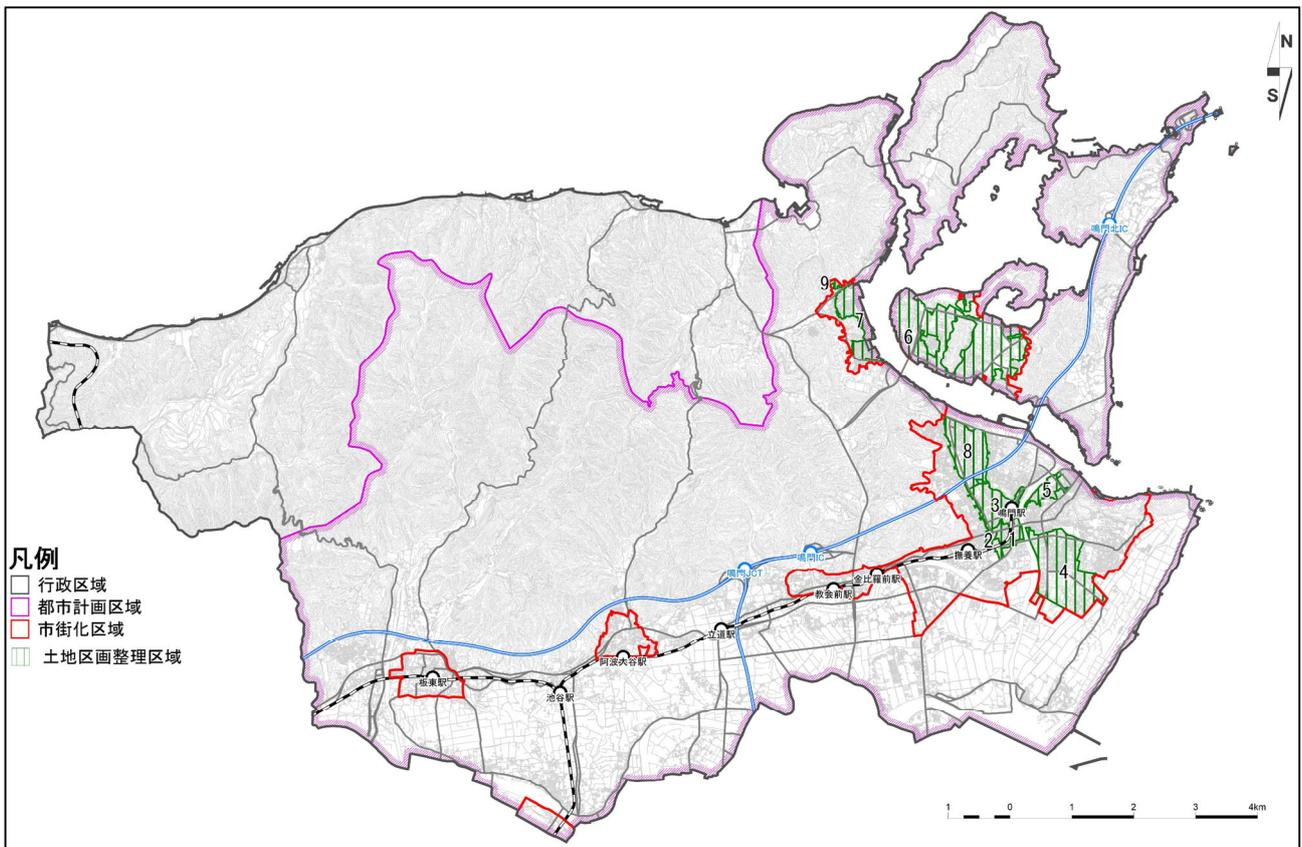 N
S
鳴門北IC
9
7
6
8
5
3
鳴門駅
2
1
撫養駅
4
鳴門IC
鳴門JCT
金比羅前駅
教会前駅
立道駅
阿波大谷駅
板東駅
池谷駅
凡例
行政区域
都市計画区域
市街化区域
土地区画整理区域
1 0 1 2 3 4km